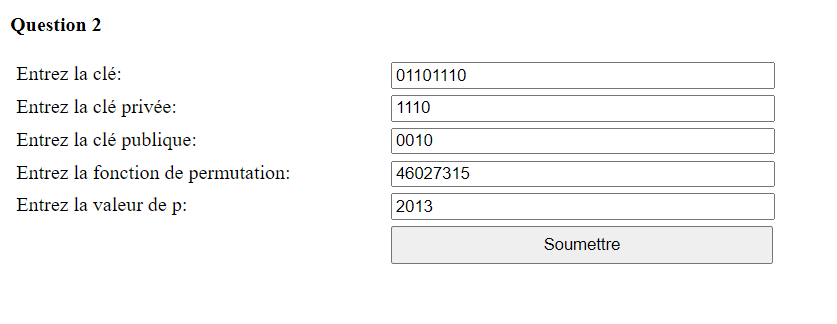 Question 2
Entrez la clé: 01101110
Entrez la clé privée: 1110
Entrez la clé publique: 0010
Entrez la fonction de permutation: 46027315
Entrez la valeur de p: 2013
Soumettre